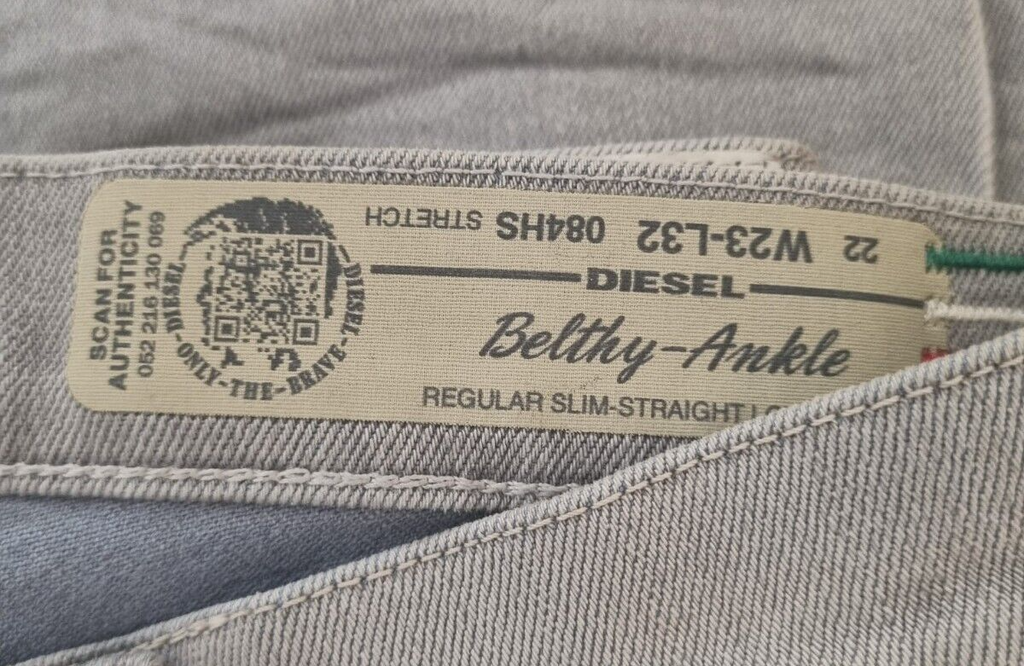 SCAN FOR
AUTHENTICITY
052 216 130 069
DIESEL-ONLY-THE-BRAVE-DIESEL
22 W23-L32 084HS STRETCH
DIESEL
Belthy-Ankle
REGULAR SLIM-STRAIGHT